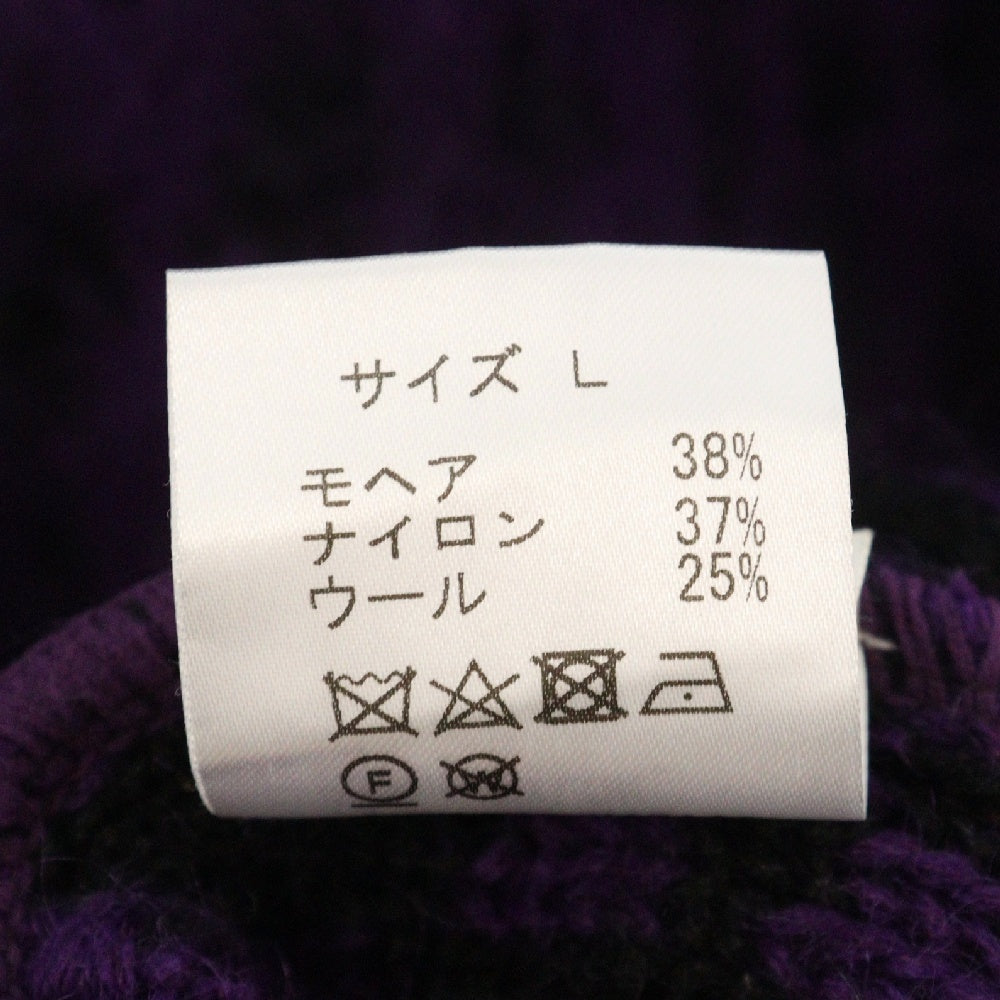 サイズ L
モヘア 38%
ナイロン 37%
ウール 25%
F W